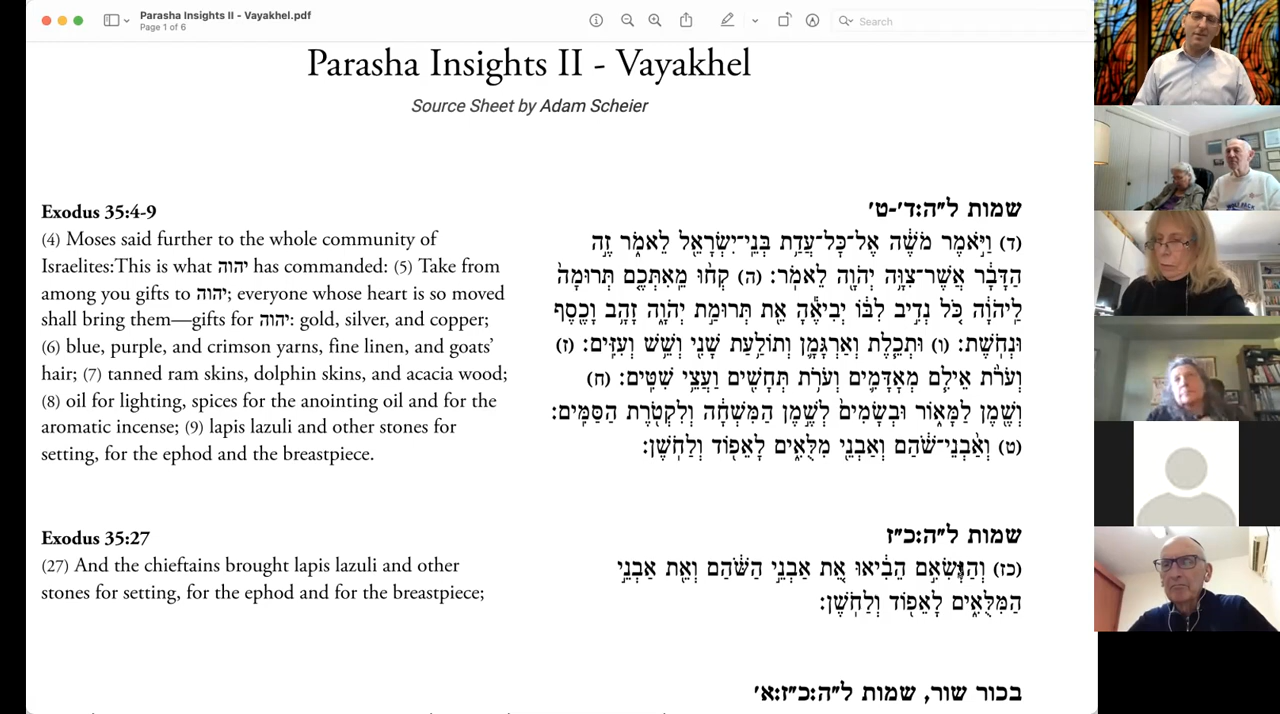 Parasha Insights II - Vayakhel.pdf
Page 1 of 6
Search
Parasha Insights II - Vayakhel
Source Sheet by Adam Scheier
Exodus 35:4-9
(4) Moses said further to the whole community of
Israelites:This is what יהוה has commanded: (5) Take from
among you gifts to יהוה; everyone whose heart is so moved
shall bring them—gifts for יהוה: gold, silver, and copper;
(6) blue, purple, and crimson yarns, fine linen, and goats’
hair; (7) tanned ram skins, dolphin skins, and acacia wood;
(8) oil for lighting, spices for the anointing oil and for the
aromatic incense; (9) lapis lazuli and other stones for
setting, for the ephod and the breastpiece.
שמות ל״ה:ד׳-ט׳
(ד) וַיֹּ֣אמֶר מֹשֶׁ֔ה אֶל־כׇּל־עֲדַ֥ת בְּנֵֽי־יִשְׂרָאֵ֖ל לֵאמֹ֑ר זֶ֣ה
הַדָּבָ֔ר אֲשֶׁר־צִוָּ֥ה יְהֹוָ֖ה לֵאמֹֽר׃ (ה) קְח֨וּ מֵֽאִתְּכֶ֤ם תְּרוּמָה֙
לַֽיהֹוָ֔ה כֹּ֚ל נְדִ֣יב לִבּ֔וֹ יְבִיאֶ֕הָ אֵ֖ת תְּרוּמַ֣ת יְהֹוָ֑ה זָהָ֥ב וָכֶ֖סֶף
וּנְחֹֽשֶׁת׃ (ו) וּתְכֵ֧לֶת וְאַרְגָּמָ֛ן וְתוֹלַ֥עַת שָׁנִ֖י וְשֵׁ֥שׁ וְעִזִּֽים׃ (ז)
וְעֹרֹ֨ת אֵילִ֧ם מְאׇדָּמִ֛ים וְעֹרֹ֥ת תְּחָשִׁ֖ים וַעֲצֵ֥י שִׁטִּֽים׃ (ח)
וְשֶׁ֖מֶן לַמָּא֑וֹר וּבְשָׂמִים֙ לְשֶׁ֣מֶן הַמִּשְׁחָ֔ה וְלִקְטֹ֖רֶת הַסַּמִּֽים׃
(ט) וְאַ֨בְנֵי־שֹׁ֔הַם וְאַבְנֵ֖י מִלֻּאִ֑ים לָאֵפ֖וֹד וְלַחֹֽשֶׁן׃
Exodus 35:27
(27) And the chieftains brought lapis lazuli and other
stones for setting, for the ephod and for the breastpiece;
שמות ל״ה:כ״ז
(כז) וְהַנְּשִׂאִ֣ם הֵבִ֔יאוּ אֵ֚ת אַבְנֵ֣י הַשֹּׁ֔הַם וְאֵ֖ת אַבְנֵ֣י
הַמִּלֻּאִ֑ים לָאֵפ֖וֹד וְלַחֹֽשֶׁן׃
בכור שור, שמות ל״ה:כ״ז:א׳